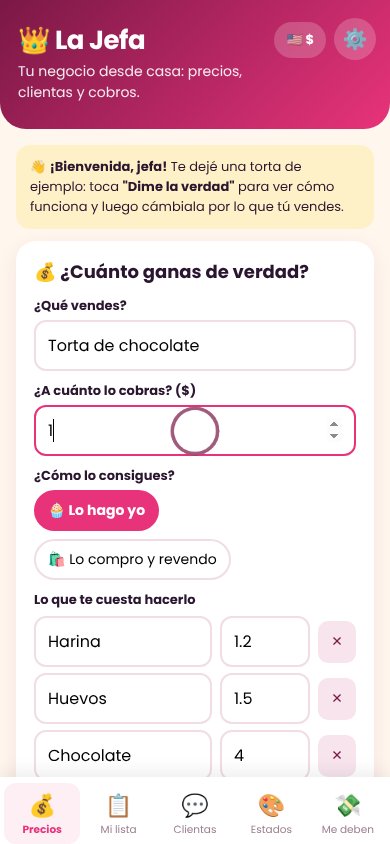 👑 La Jefa
🇺🇸 $
Tu negocio desde casa: precios,
clientas y cobros.
👋 ¡Bienvenida, jefa! Te dejé una torta de
ejemplo: toca "Dime la verdad" para ver cómo
funciona y luego cámbiala por lo que tú vendes.
💰 ¿Cuánto ganas de verdad?
¿Qué vendes?
Torta de chocolate
¿A cuánto lo cobras? ($)
1
¿Cómo lo consigues?
🧁 Lo hago yo
🛍️ Lo compro y revendo
Lo que te cuesta hacerlo
Harina 1.2 ×
Huevos 1.5 ×
Chocolate 4 ×
Precios Mi lista Clientas Estados Me deben